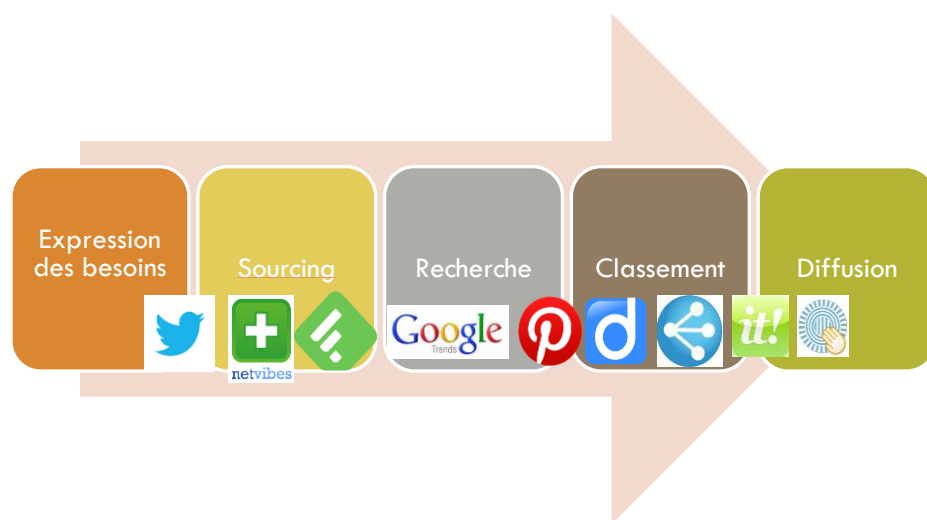 Expression
des besoins
Sourcing
Recherche
Classement
Diffusion
netvibes
Google
Trends
it!